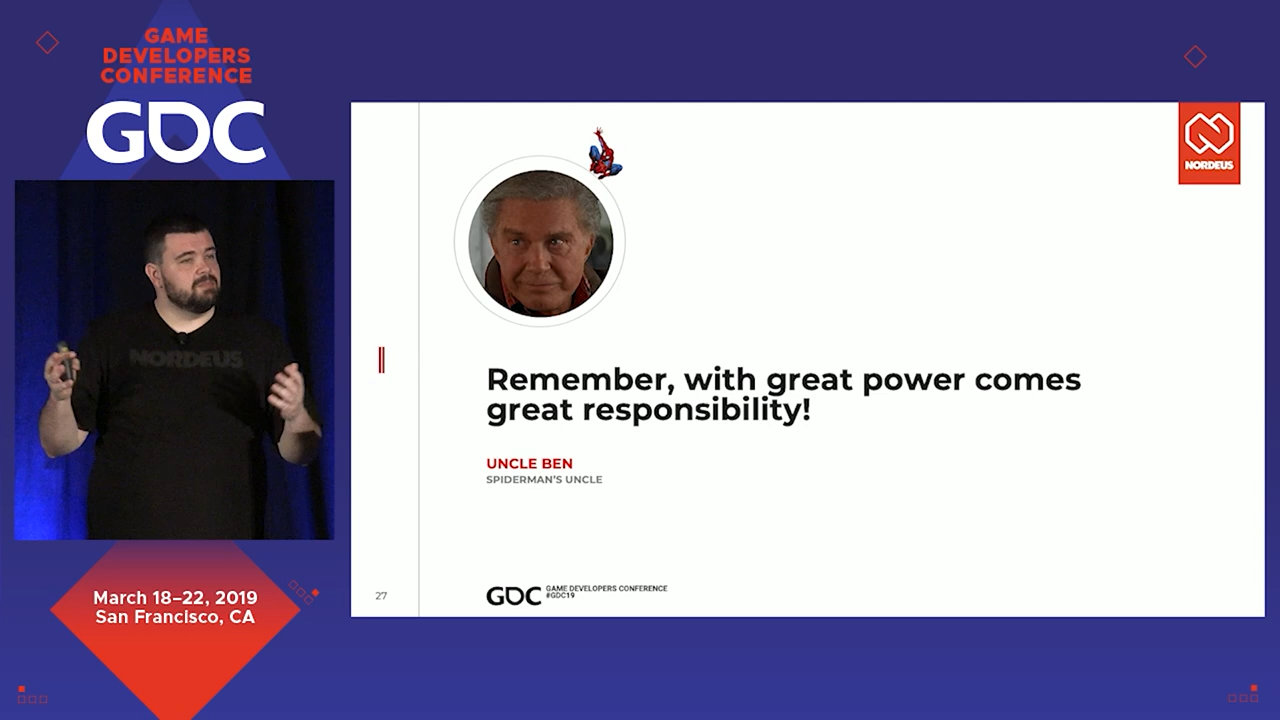 GAME
DEVELOPERS
CONFERENCE
GDC
NORDEUS
March 18–22, 2019
San Francisco, CA
NORDEUS
Remember, with great power comes
great responsibility!
UNCLE BEN
SPIDERMAN'S UNCLE
27
GDC
GAME DEVELOPERS CONFERENCE
#GDC19